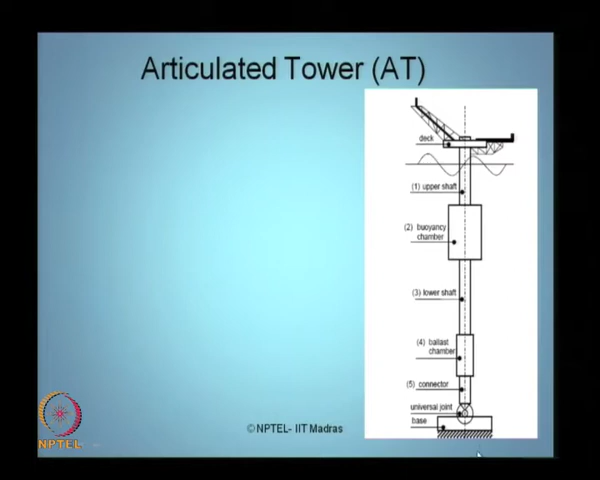 Articulated Tower (AT)
deck
(1) upper shaft
(2) buoyancy
chamber
(3) lower shaft
(4) ballast
chamber
(5) connector
universal joint
base
NPTEL
©NPTEL- IIT Madras